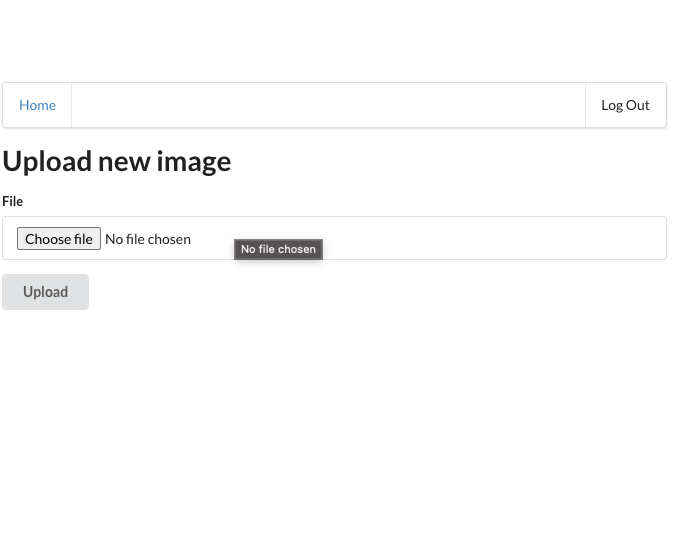 Home Log Out
Upload new image
File
Choose file No file chosen
No file chosen
Upload